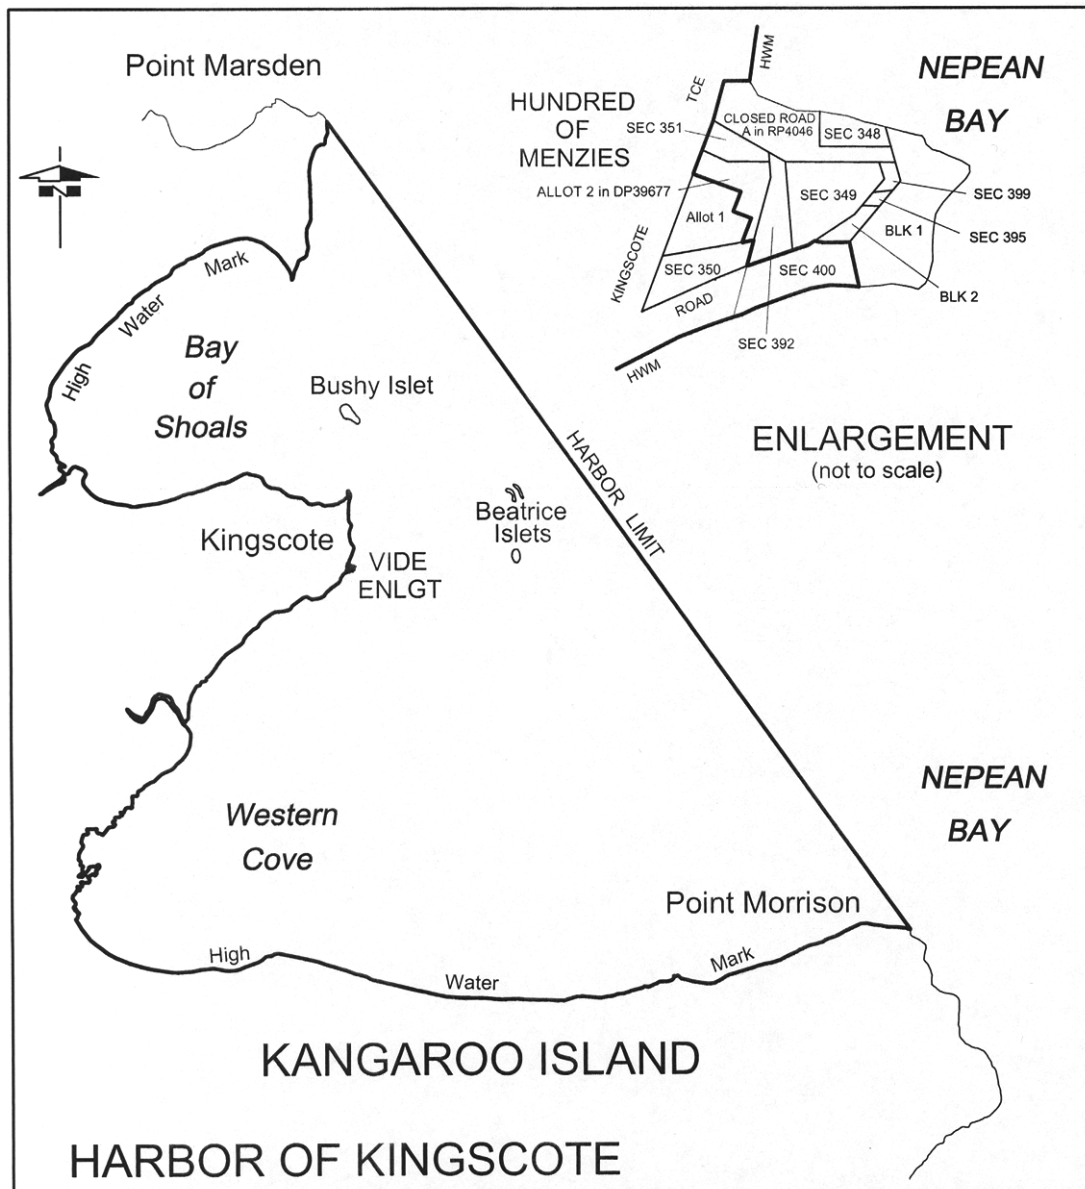 Point Marsden
HUNDRED
OF
MENZIES
NEPEAN
BAY
HWM
TCE
SEC 351
CLOSED ROAD
A in RP4046
SEC 348
ALLOT 2 in DP39677
SEC 349
SEC 399
Allot 1
BLK 1
SEC 395
KINGSCOTE
SEC 350
SEC 400
ROAD
BLK 2
SEC 392
HWM
ENLARGEMENT
(not to scale)
N
High
Water
Mark
Bay
of
Shoals
Bushy Islet
HARBOR LIMIT
Beatrice
Islets
Kingscote
VIDE
ENLGT
Western
Cove
NEPEAN
BAY
Point Morrison
High
Water
Mark
KANGAROO ISLAND
HARBOR OF KINGSCOTE